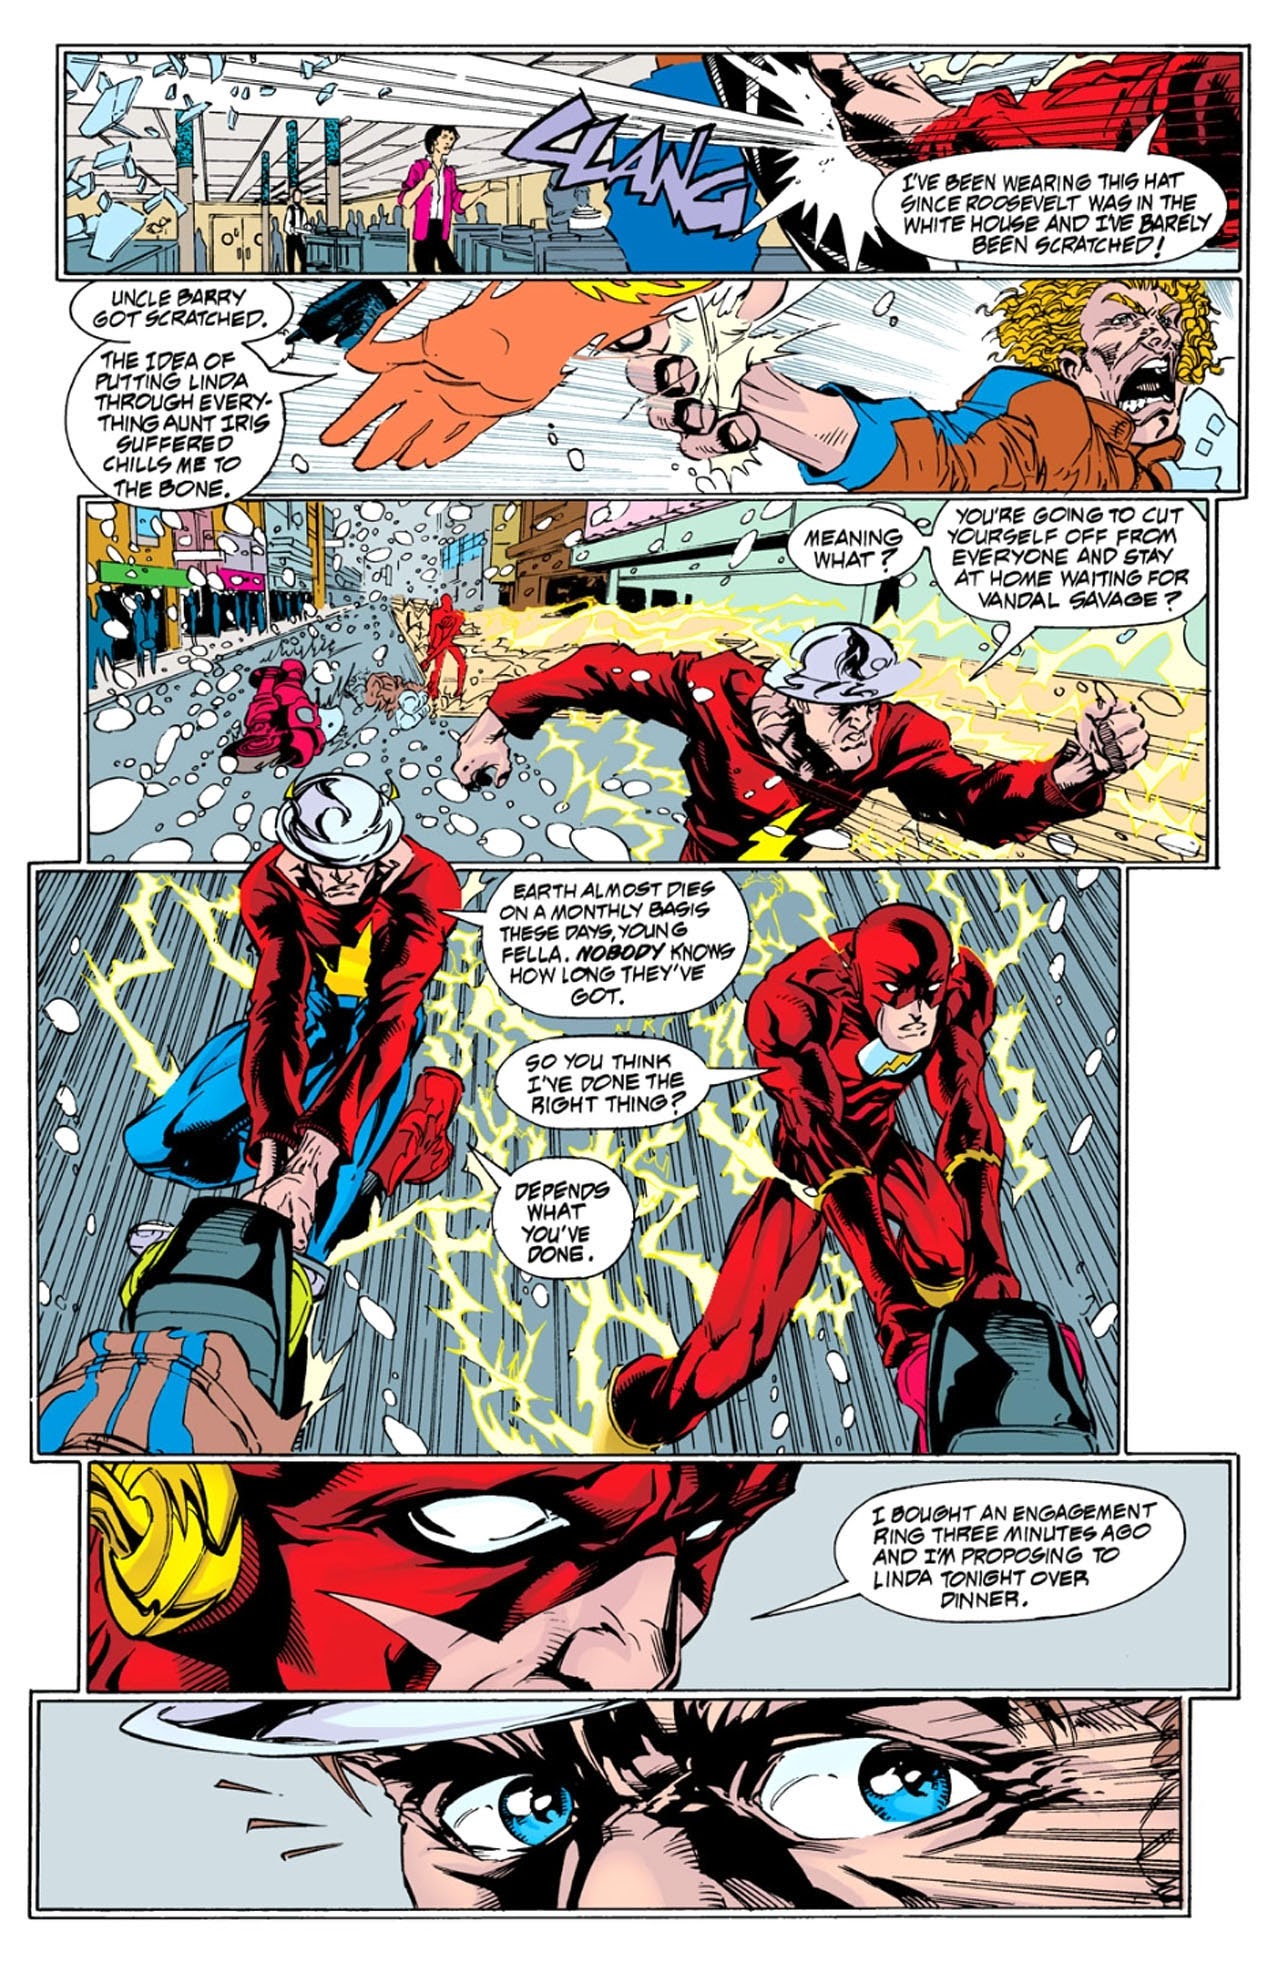 CLANG
I'VE BEEN WEARING THIS HAT
SINCE ROOSEVELT WAS IN THE
WHITE HOUSE AND I'VE BARELY
BEEN SCRATCHED!
UNCLE BARRY
GOT SCRATCHED.
THE IDEA OF
PUTTING LINDA
THROUGH EVERY-
THING AUNT IRIS
SUFFERED
CHILLS ME TO
THE BONE.
MEANING
WHAT?
YOU'RE GOING TO CUT
YOURSELF OFF FROM
EVERYONE AND STAY
AT HOME WAITING FOR
VANDAL SAVAGE?
EARTH ALMOST DIES
ON A MONTHLY BASIS
THESE DAYS, YOUNG
FELLA. NOBODY KNOWS
HOW LONG THEY'VE
GOT.
SO YOU THINK
I'VE DONE THE
RIGHT THING?
DEPENDS
WHAT
YOU'VE
DONE.
I BOUGHT AN ENGAGEMENT
RING THREE MINUTES AGO
AND I'M PROPOSING TO
LINDA TONIGHT OVER
DINNER.